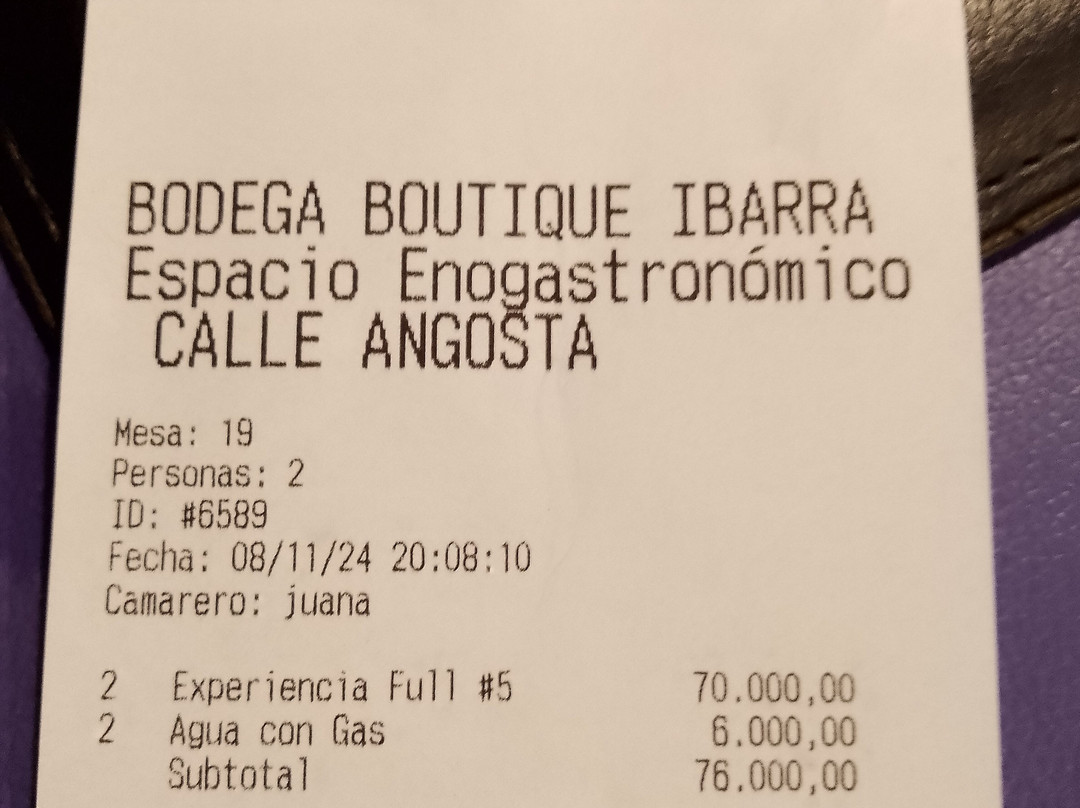 BODEGA BOUTIQUE IBARRA
Espacio Enogastronómico
CALLE ANGOSTA
Mesa: 19
Personas: 2
ID: #6589
Fecha: 08/11/24 20:08:10
Camarero: juana
2 Experiencia Full #5 70.000,00
2 Agua con Gas 6.000,00
Subtotal 76.000,00